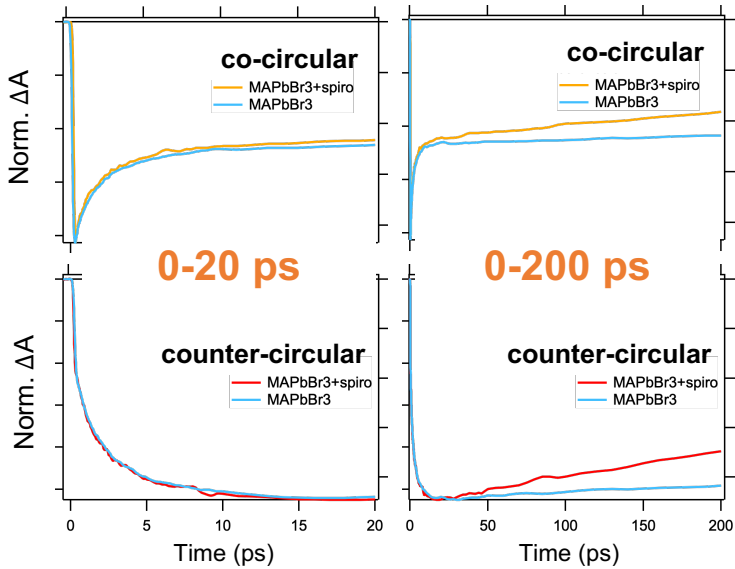 co-circular
MAPbBr3+spiro
MAPbBr3
Norm. ΔA
co-circular
MAPbBr3+spiro
MAPbBr3
0-20 ps
0-200 ps
counter-circular
MAPbBr3+spiro
MAPbBr3
Norm. ΔA
0 5 10 15 20
Time (ps)
counter-circular
MAPbBr3+spiro
MAPbBr3
0 50 100 150 200
Time (ps)